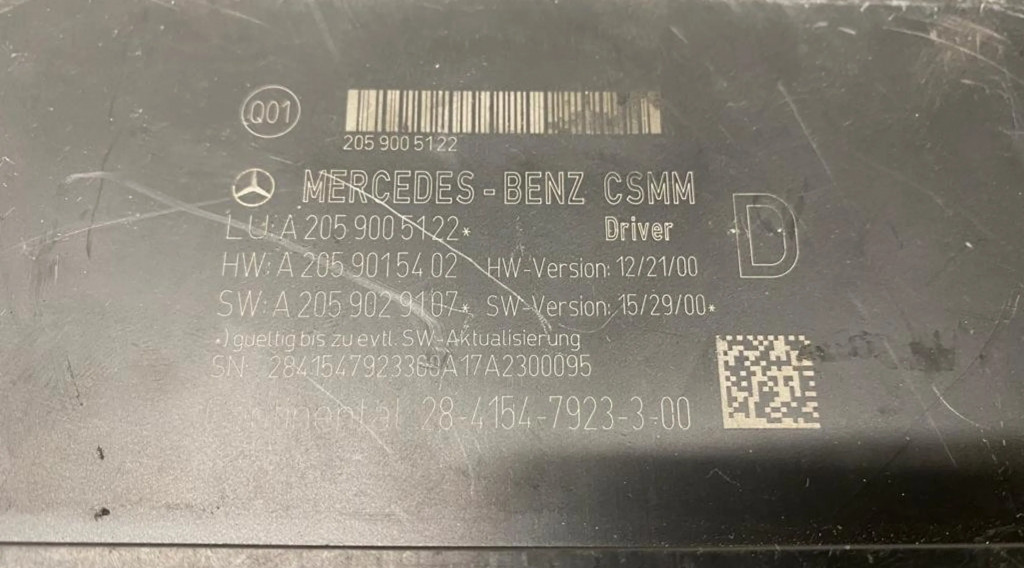 Q01
205 900 5122
MERCEDES-BENZ CSMM
LU: A 205 900 5122*
Driver
D
HW: A 205 901 54 02 HW-Version: 12/21/00
SW: A 205 902 9107* SW-Version: 15/29/00*
*) gueltig bis zu evtl. SW-Aktualisierung
SN:
28-4154-7923-3-00